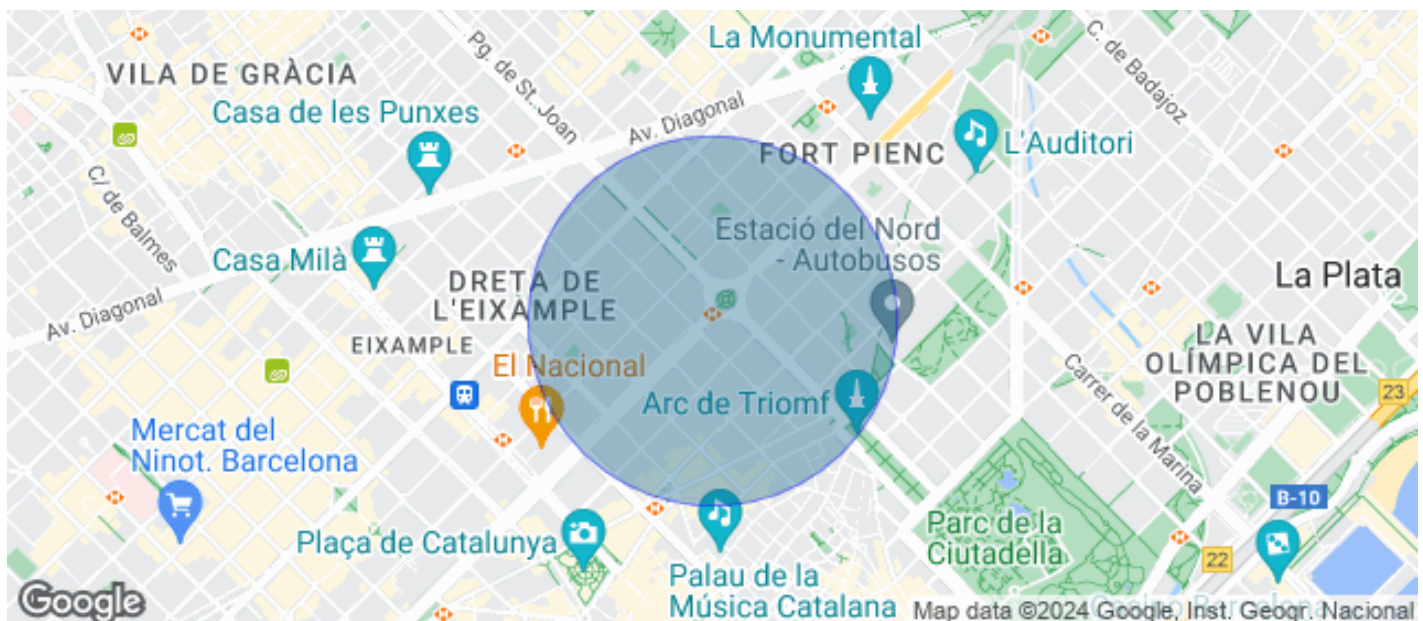 La Monumental
C. de Badajoz
VILA DE GRÀCIA
Pg. de St. Joan
Casa de les Punxes
Av. Diagonal
FORT PIENC
L'Auditori
C/ de Balmes
Estació del Nord
- Autobusos
Casa Milà
DRETA DE
L'EIXAMPLE
La Plata
Av. Diagonal
EIXAMPLE
LA VILA
OLÍMPICA DEL
POBLENOU
El Nacional
Arc de Triomf
Carrer de la Marina
23
Mercat del
Ninot. Barcelona
B-10
Plaça de Catalunya
Parc de la
Ciutadella
22
Palau de la
Música Catalana
Google
Map data ©2024 Google, Inst. Geogr. Nacional